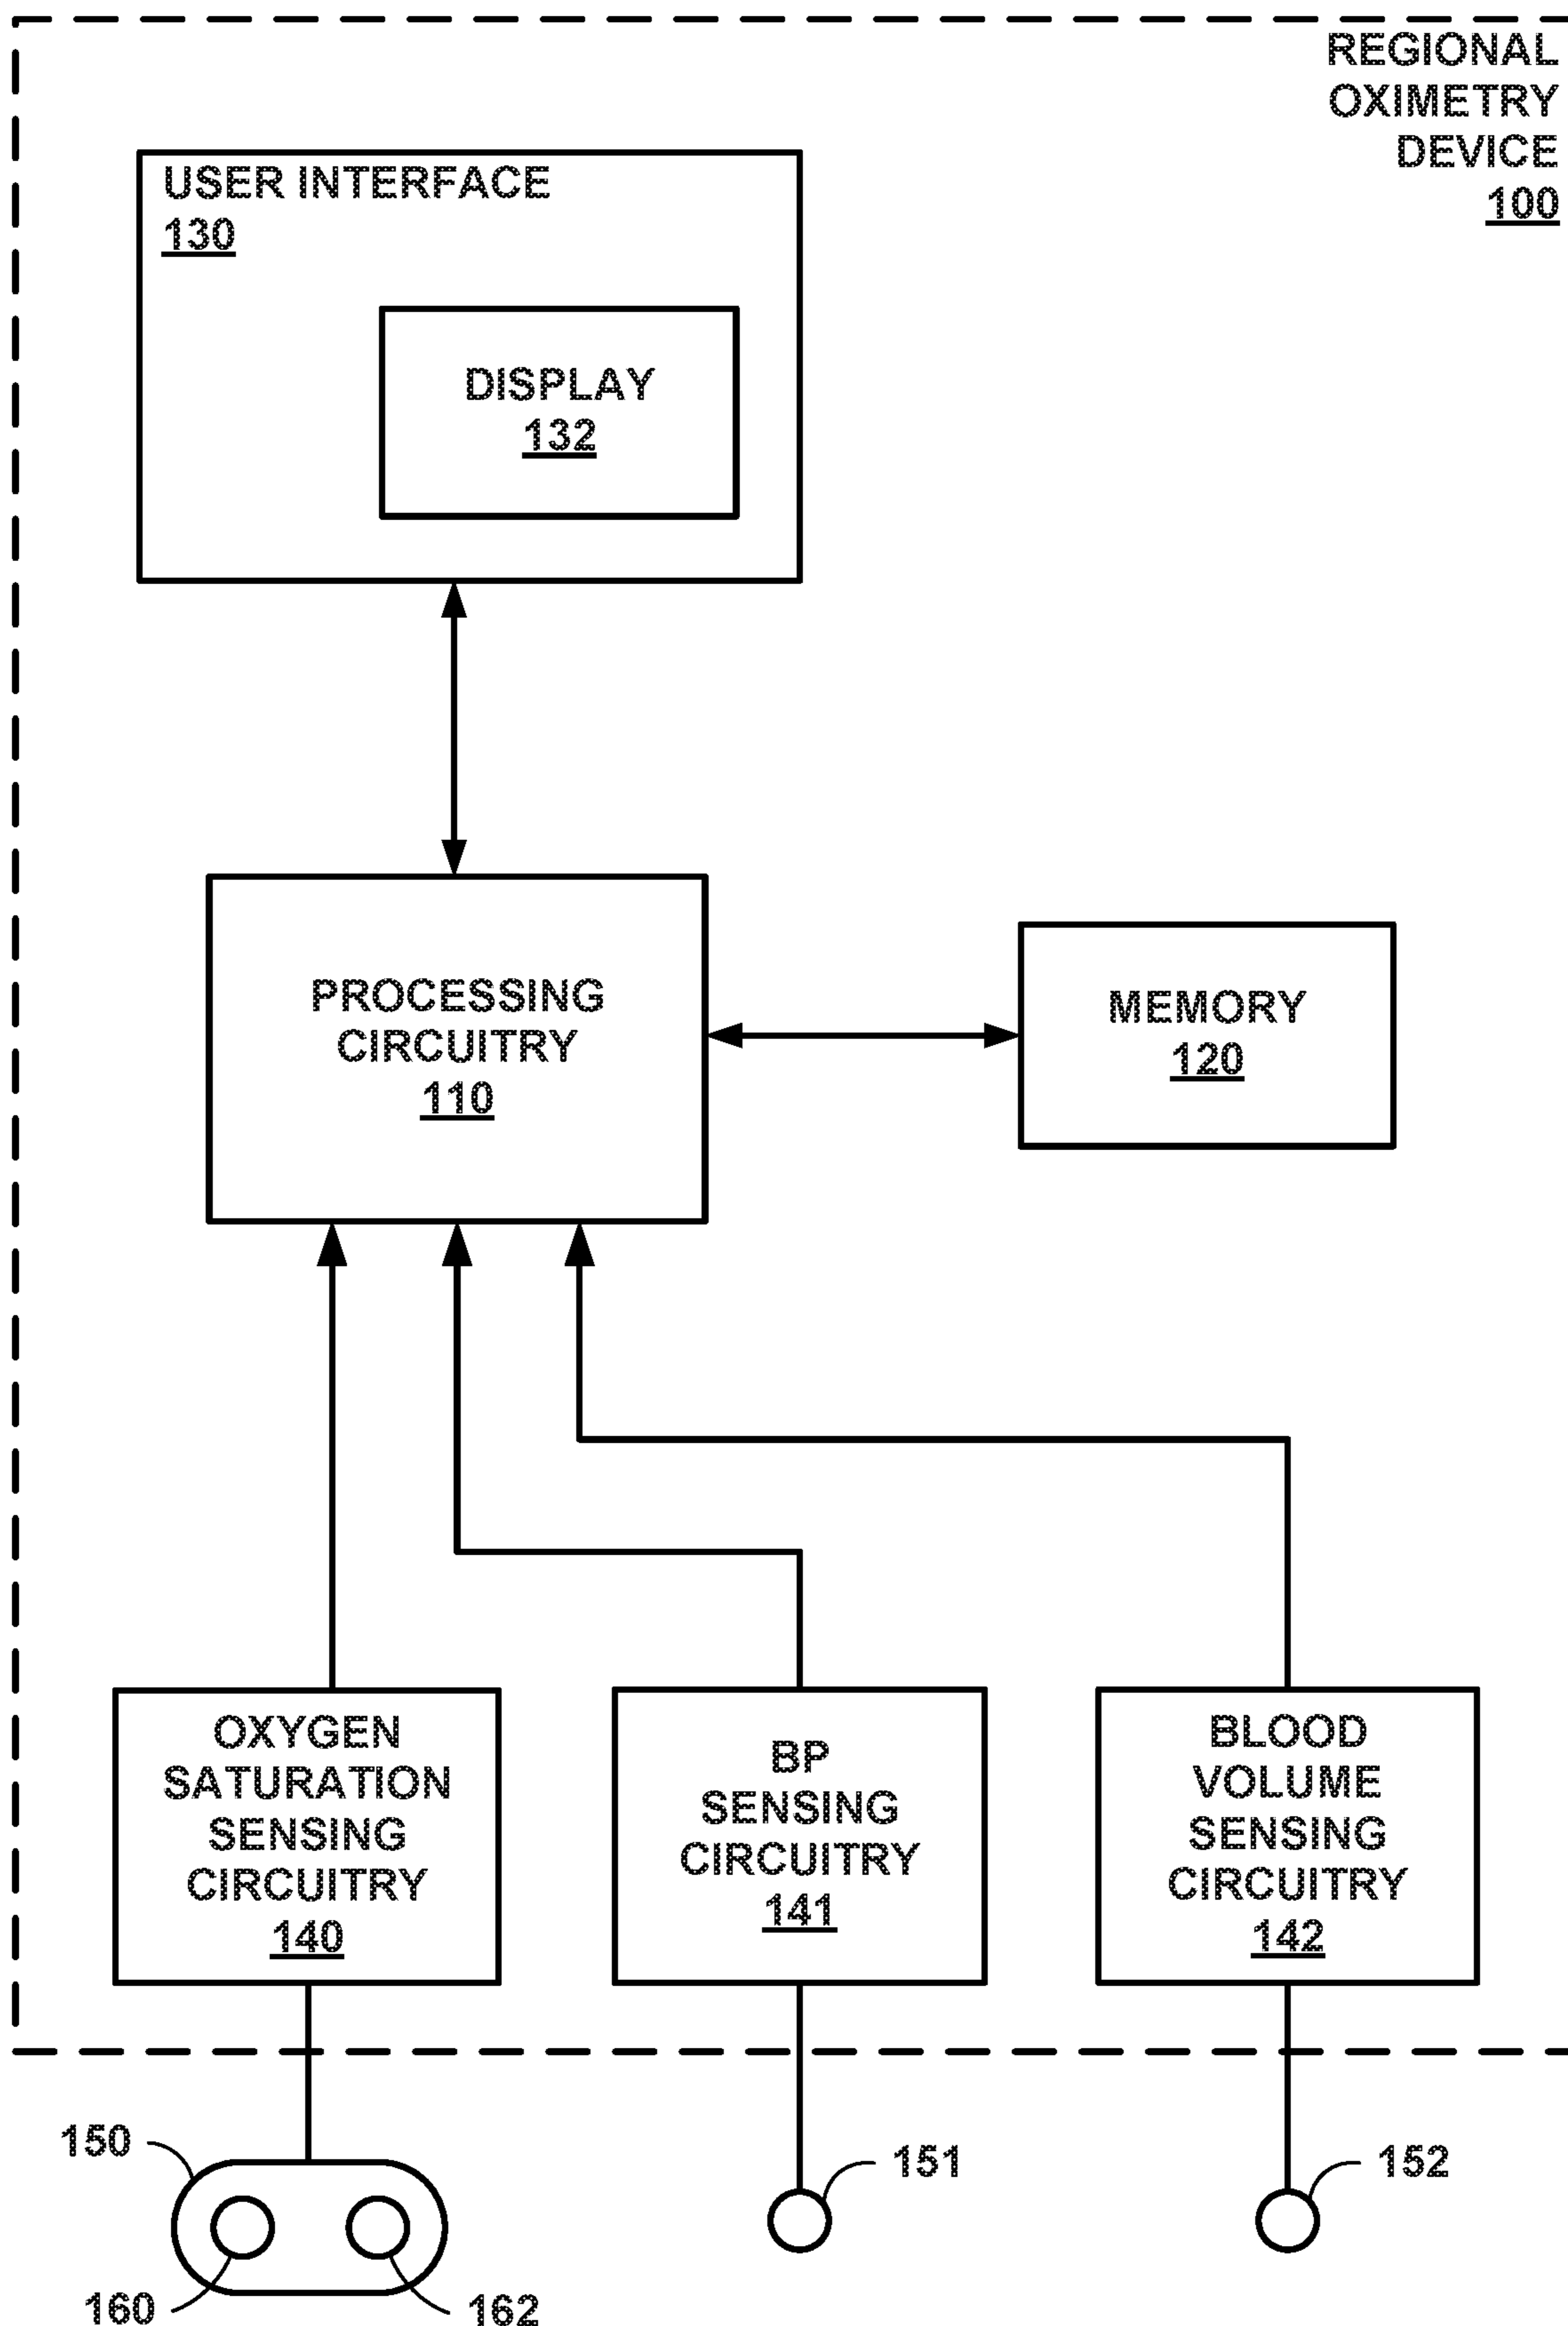 REGIONAL
OXIMETRY
DEVICE
100
USER INTERFACE
130
DISPLAY
132
PROCESSING
CIRCUITRY
110
MEMORY
120
OXYGEN
SATURATION
SENSING
CIRCUITRY
140
BP
SENSING
CIRCUITRY
141
BLOOD
VOLUME
SENSING
CIRCUITRY
142
150
151
152
160
162